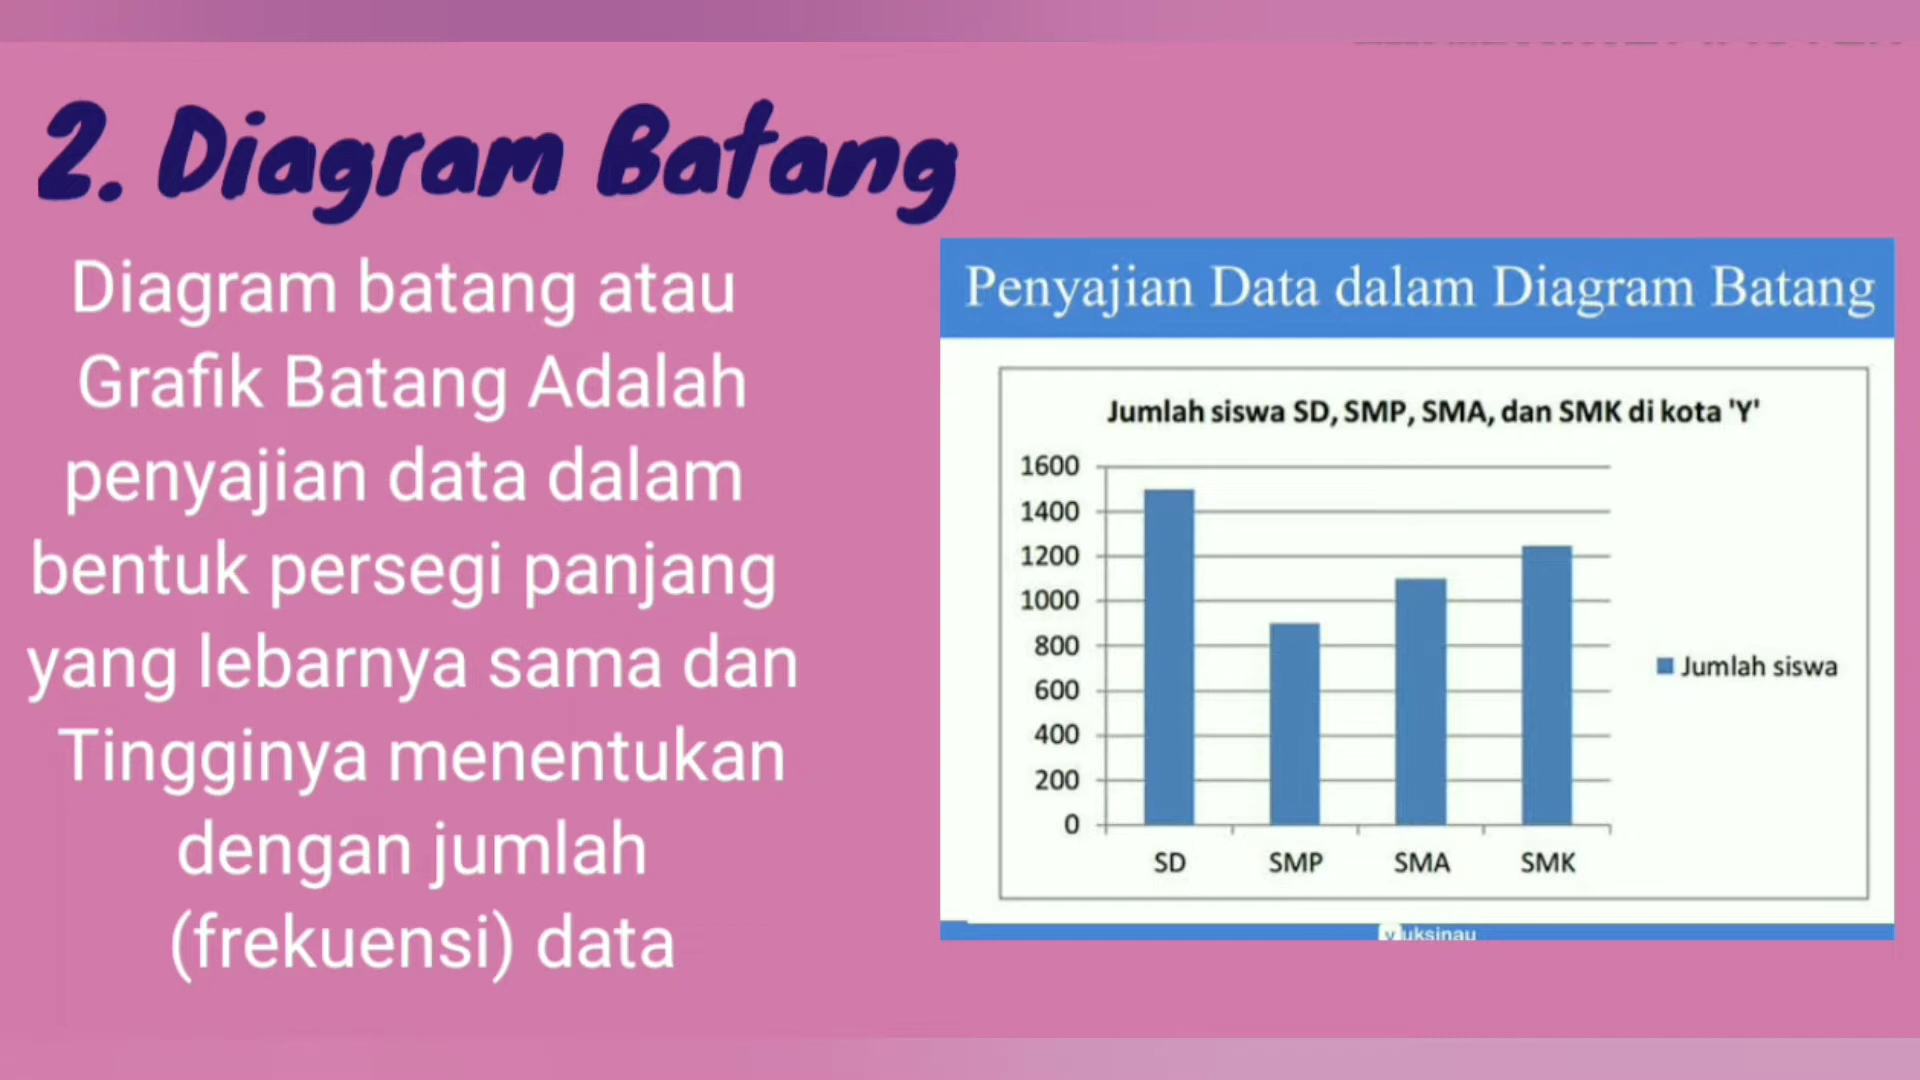 2. Diagram Batang
Diagram batang atau
Grafik Batang Adalah
penyajian data dalam
bentuk persegi panjang
yang lebarnya sama dan
Tingginya menentukan
dengan jumlah
(frekuensi) data
Penyajian Data dalam Diagram Batang
Jumlah siswa SD, SMP, SMA, dan SMK di kota 'Y'
1600
1400
1200
1000
800
600
400
200
0
SD SMP SMA SMK
Jumlah siswa
yuksinau